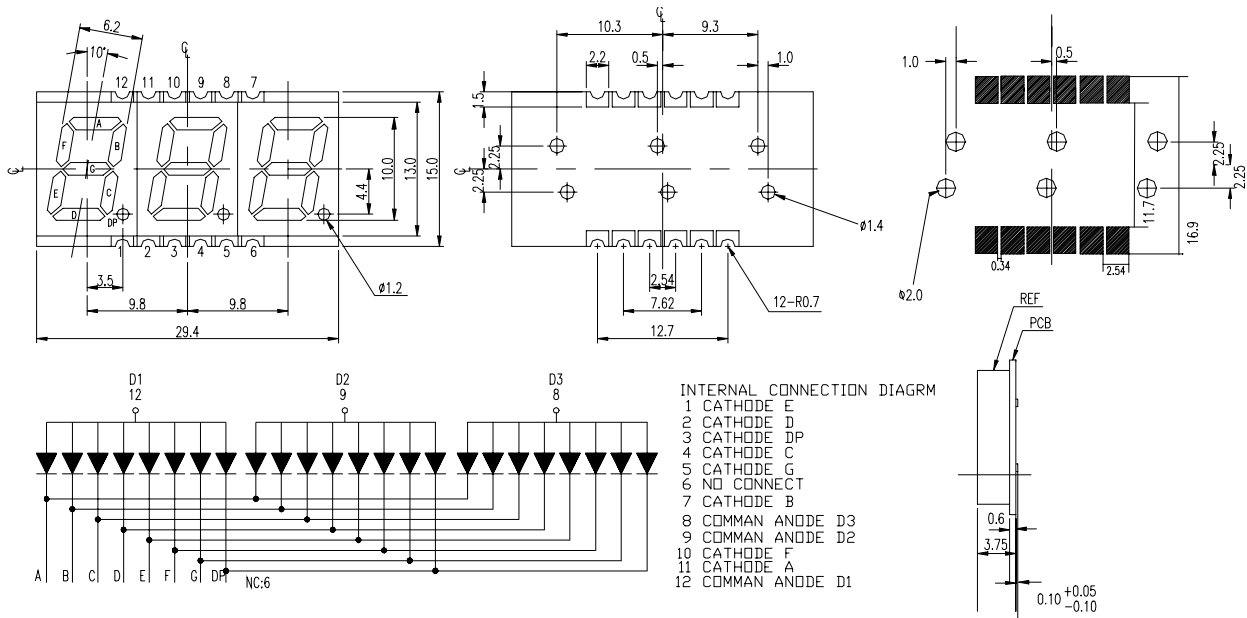 6.2
10°
12 11 10 9 8 7
A
F B
G
E C
D
DP
1 2 3 4 5 6
10.0
13.0
15.0
4.4
3.5
ø1.2
9.8 9.8
29.4
10.3 9.3
2.2 0.5 1.0
1.5
2.25
2.25
ø1.4
2.54
12-R0.7
7.62
12.7
1.0 0.5
2.25
2.25
11.7
16.9
0.34 2.54
ø2.0
REF
PCB
0.6
3.75
0.10 +0.05
-0.10
D1 D2 D3
12 9 8
A B C D E F G DP NC:6
INTERNAL CONNECTION DIAGRM
1 CATHODE E
2 CATHODE D
3 CATHODE DP
4 CATHODE C
5 CATHODE G
6 NO CONNECT
7 CATHODE B
8 COMMAN ANODE D3
9 COMMAN ANODE D2
10 CATHODE F
11 CATHODE A
12 COMMAN ANODE D1